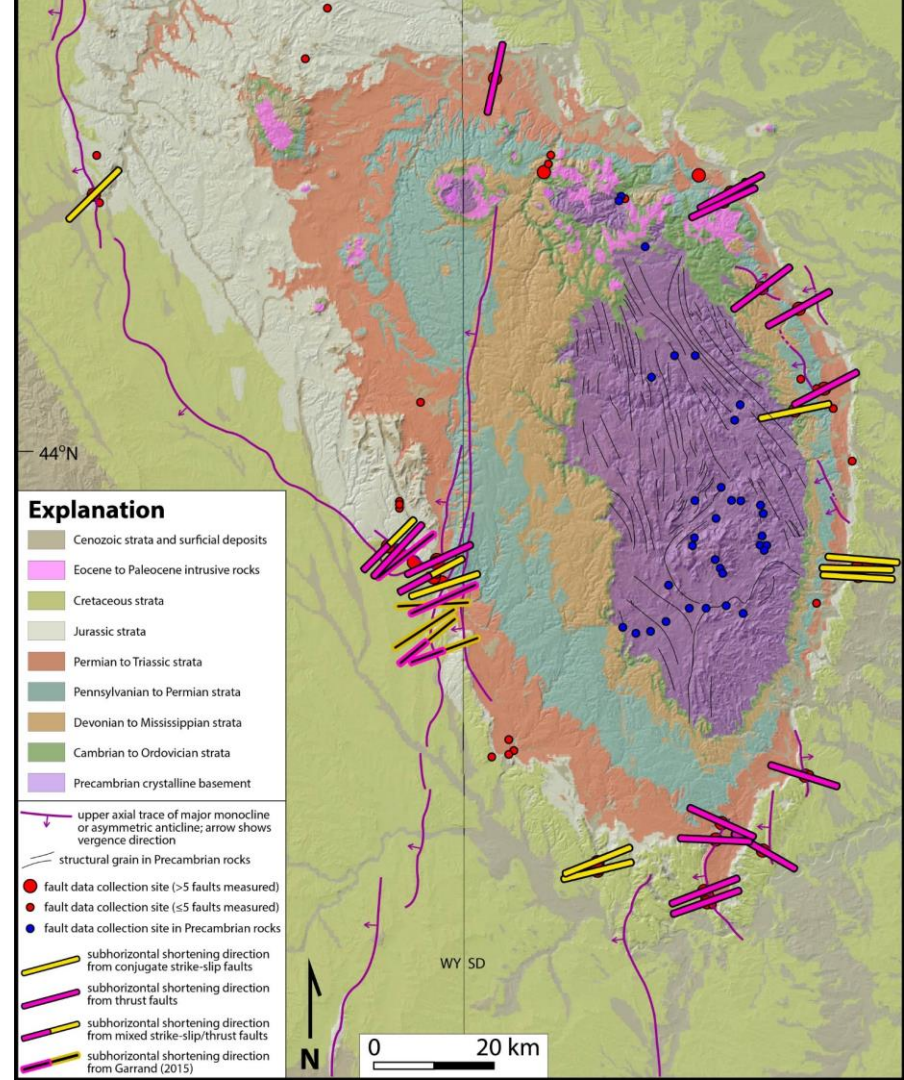 44°N
Explanation
Cenozoic strata and surficial deposits
Eocene to Paleocene intrusive rocks
Cretaceous strata
Jurassic strata
Permian to Triassic strata
Pennsylvanian to Permian strata
Devonian to Mississippian strata
Cambrian to Ordovician strata
Precambrian crystalline basement
upper axial trace of major monocline
or asymmetric anticline; arrow shows
vergence direction
structural grain in Precambrian rocks
fault data collection site (>5 faults measured)
fault data collection site (≤5 faults measured)
fault data collection site in Precambrian rocks
subhorizontal shortening direction
from conjugate strike-slip faults
subhorizontal shortening direction
from thrust faults
subhorizontal shortening direction
from mixed strike-slip/thrust faults
subhorizontal shortening direction
from Garrand (2015)
WY SD
N
0 20 km